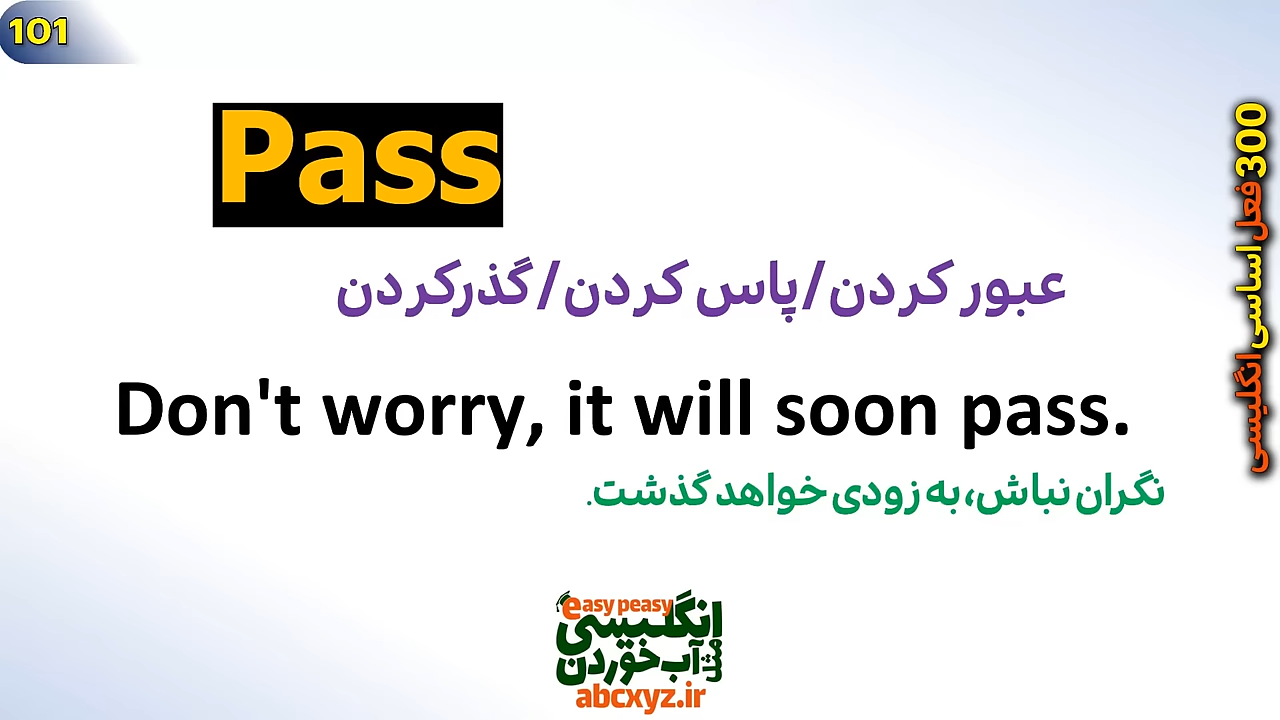 101
Pass
عبور کردن/پاس کردن/گذرکردن
Don't worry, it will soon pass.
نگران نباش، به زودی خواهد گذشت.
300 فعل اساسی انگلیسی
easy peasy
انگلیسی
مثل آب خوردن
abcxyz.ir